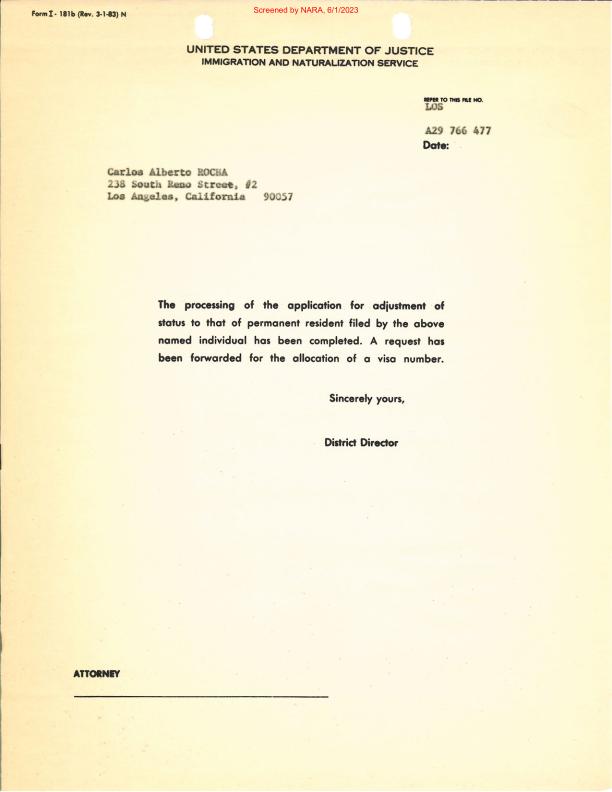 Form I - 181b (Rev. 3-1-83) N
Screened by NARA, 6/1/2023
UNITED STATES DEPARTMENT OF JUSTICE
IMMIGRATION AND NATURALIZATION SERVICE
REFER TO THIS FILE NO.
LOS
A29 766 477
Date:
Carlos Alberto ROCHA
238 South Reno Street, #2
Los Angeles, California 90057
The processing of the application for adjustment of
status to that of permanent resident filed by the above
named individual has been completed. A request has
been forwarded for the allocation of a visa number.
Sincerely yours,
District Director
ATTORNEY